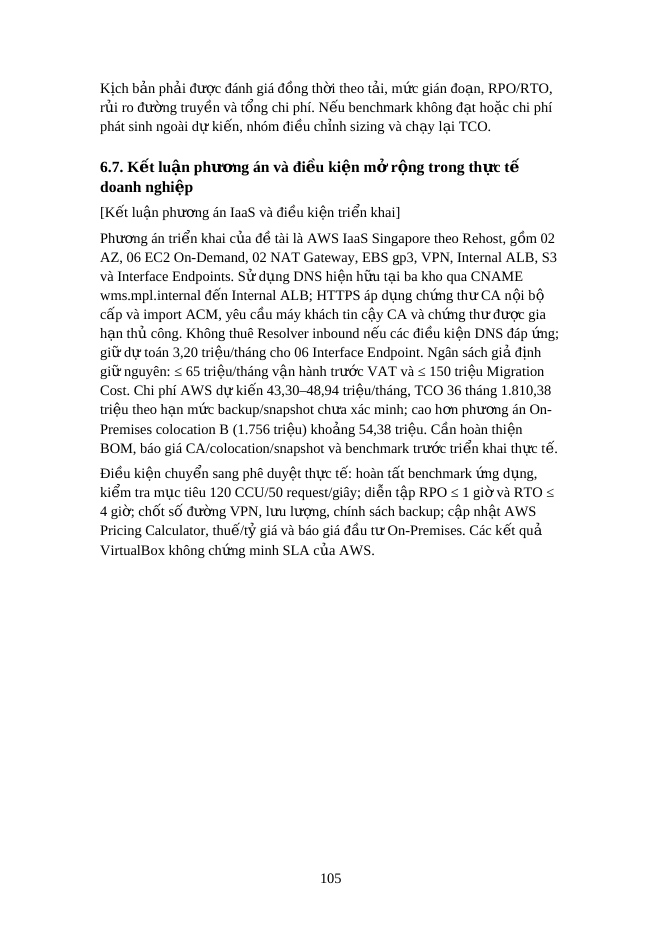 Kịch bản phải được đánh giá đồng thời theo tải, mức gián đoạn, RPO/RTO,
rủi ro đường truyền và tổng chi phí. Nếu benchmark không đạt hoặc chi phí
phát sinh ngoài dự kiến, nhóm điều chỉnh sizing và chạy lại TCO.
6.7. Kết luận phương án và điều kiện mở rộng trong thực tế
doanh nghiệp
[Kết luận phương án IaaS và điều kiện triển khai]
Phương án triển khai của đề tài là AWS IaaS Singapore theo Rehost, gồm 02
AZ, 06 EC2 On-Demand, 02 NAT Gateway, EBS gp3, VPN, Internal ALB, S3
và Interface Endpoints. Sử dụng DNS hiện hữu tại ba kho qua CNAME
wms.mpl.internal đến Internal ALB; HTTPS áp dụng chứng thư CA nội bộ
cấp và import ACM, yêu cầu máy khách tin cậy CA và chứng thư được gia
hạn thủ công. Không thuê Resolver inbound nếu các điều kiện DNS đáp ứng;
giữ dự toán 3,20 triệu/tháng cho 06 Interface Endpoint. Ngân sách giả định
giữ nguyên: ≤ 65 triệu/tháng vận hành trước VAT và ≤ 150 triệu Migration
Cost. Chi phí AWS dự kiến 43,30–48,94 triệu/tháng, TCO 36 tháng 1.810,38
triệu theo hạn mức backup/snapshot chưa xác minh; cao hơn phương án On-
Premises colocation B (1.756 triệu) khoảng 54,38 triệu. Cần hoàn thiện
BOM, báo giá CA/colocation/snapshot và benchmark trước triển khai thực tế.
Điều kiện chuyển sang phê duyệt thực tế: hoàn tất benchmark ứng dụng,
kiểm tra mục tiêu 120 CCU/50 request/giây; diễn tập RPO ≤ 1 giờ và RTO ≤
4 giờ; chốt số đường VPN, lưu lượng, chính sách backup; cập nhật AWS
Pricing Calculator, thuế/tỷ giá và báo giá đầu tư On-Premises. Các kết quả
VirtualBox không chứng minh SLA của AWS.
105